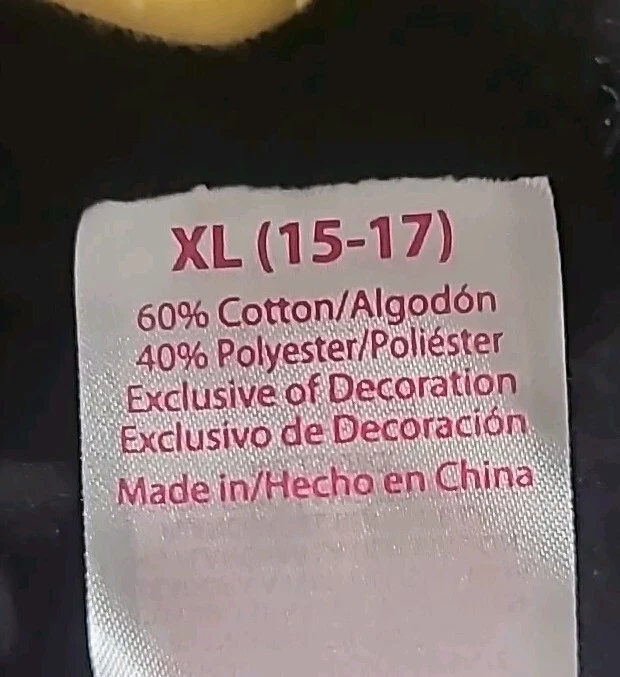 XL (15-17)
60% Cotton/Algodón
40% Polyester/Poliéster
Exclusive of Decoration
Exclusivo de Decoración
Made in/Hecho en China